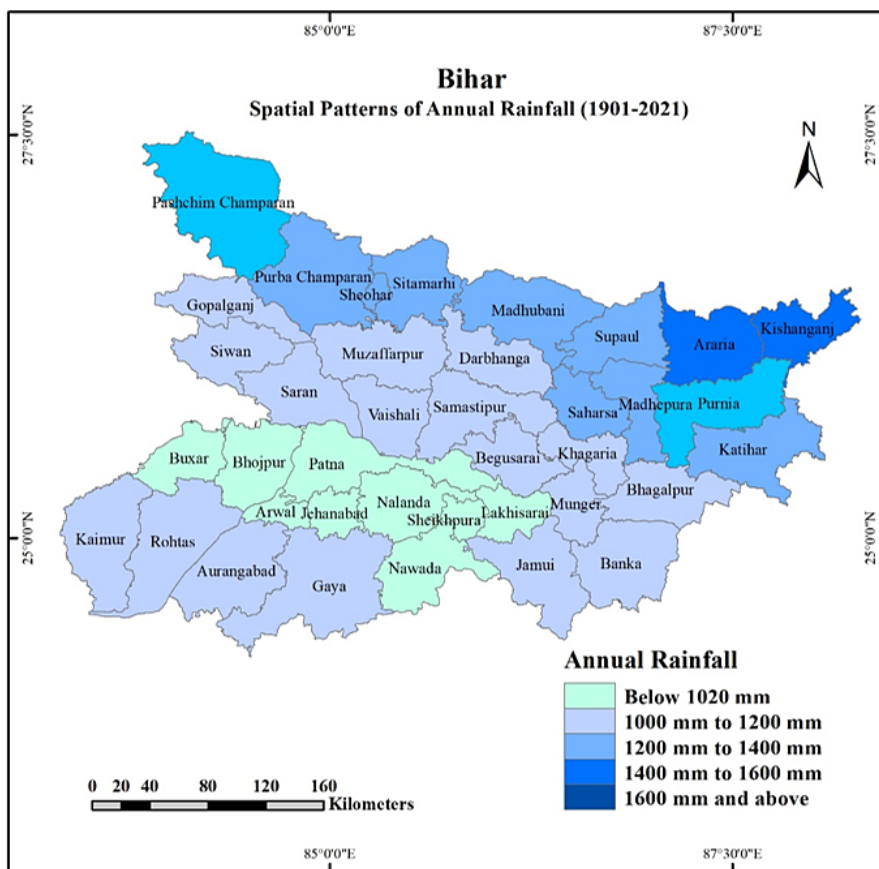 85°0'0"E
87°30'0"E
Bihar
Spatial Patterns of Annual Rainfall (1901-2021)
27°30'0"N
27°30'0"N
N
Pashchim Champaran
Purba Champaran
Sheohar
Sitamarhi
Gopalganj
Madhubani
Supaul
Araria
Kishanganj
Siwan
Muzaffarpur
Darbhanga
Saran
Vaishali
Samastipur
Saharsa
Madhepura
Purnia
Katihar
Buxar
Bhojpur
Patna
Begusarai
Khagaria
Bhagalpur
Arwal
Jehanabad
Nalanda
Sheikhpura
Lakhisarai
Munger
Kaimur
Rohtas
Aurangabad
Gaya
Nawada
Jamui
Banka
25°0'0"N
25°0'0"N
Annual Rainfall
Below 1020 mm
1000 mm to 1200 mm
1200 mm to 1400 mm
1400 mm to 1600 mm
1600 mm and above
0 20 40 80 120 160
Kilometers
85°0'0"E
87°30'0"E